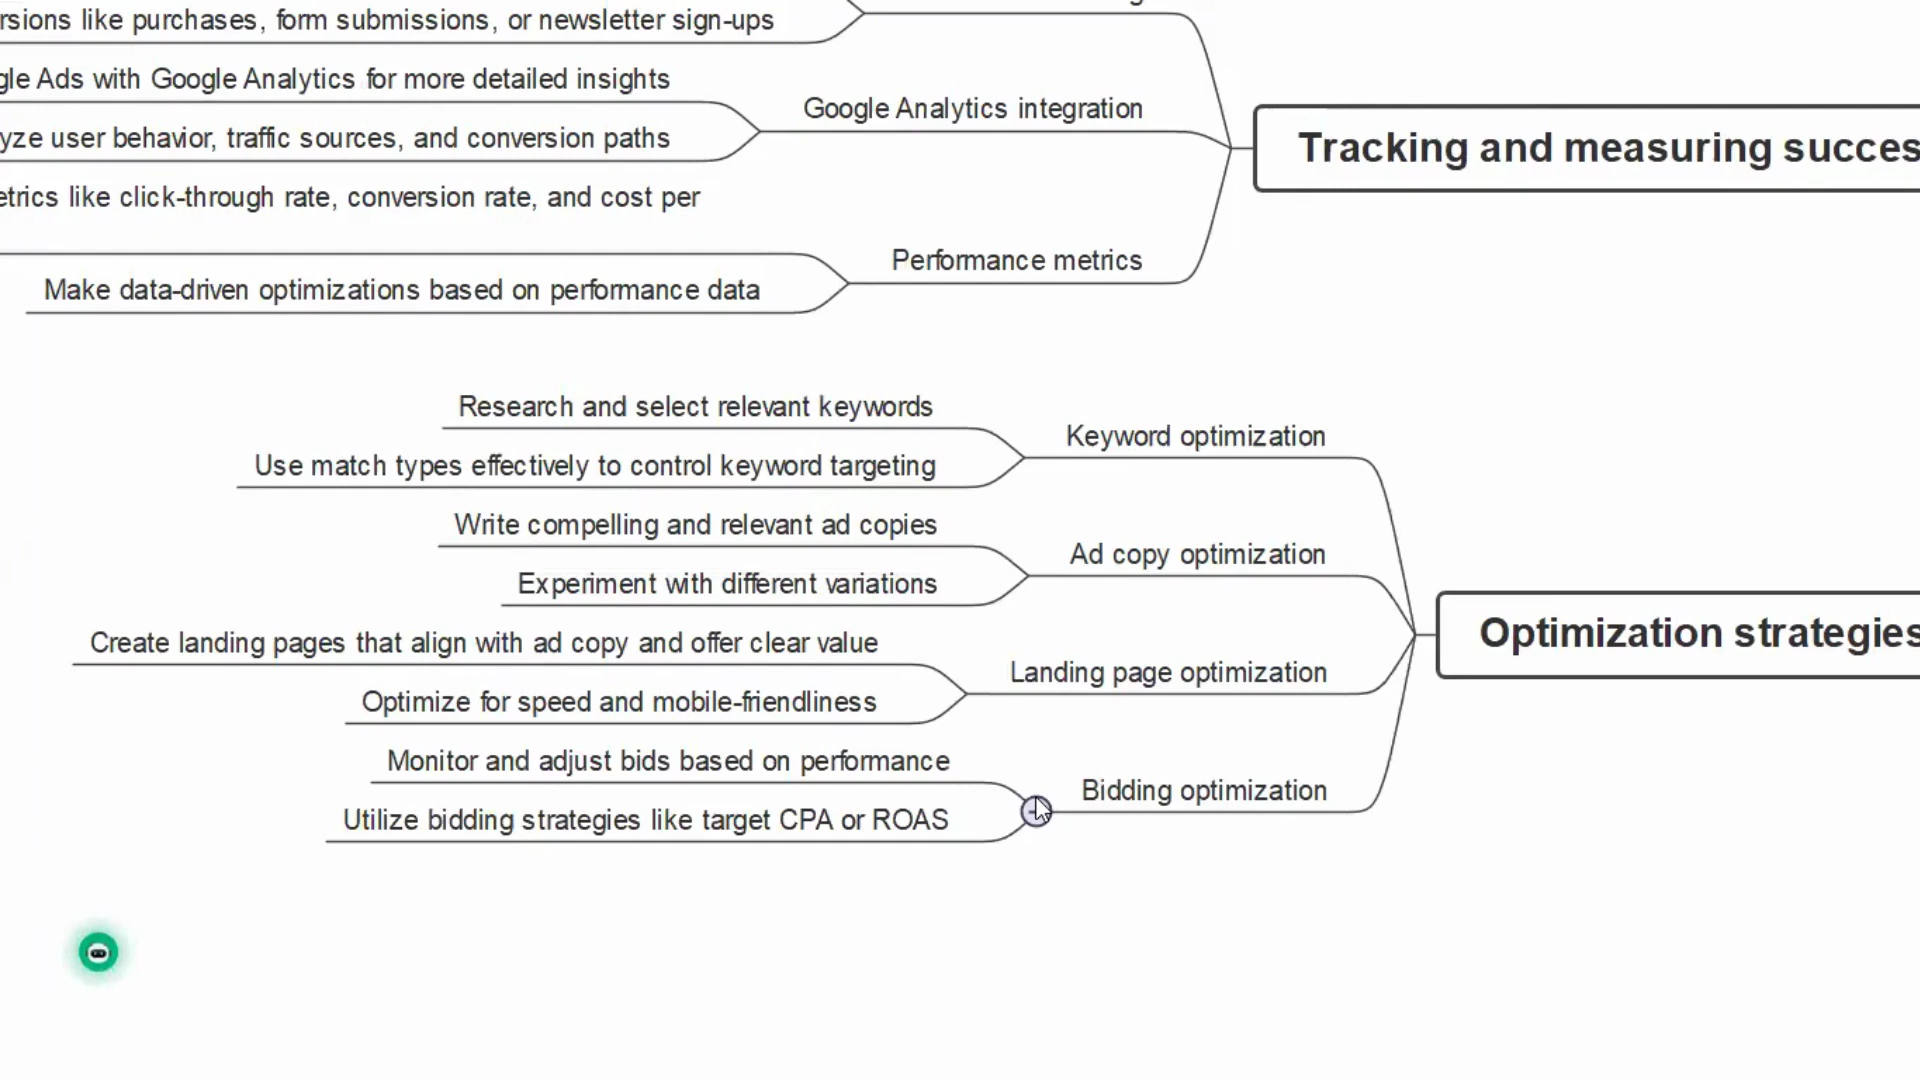 sions like purchases, form submissions, or newsletter sign-ups
Ads with Google Analytics for more detailed insights
Google Analytics integration
user behavior, traffic sources, and conversion paths
Tracking and measuring succes
like click-through rate, conversion rate, and cost per
Performance metrics
Make data-driven optimizations based on performance data
Research and select relevant keywords
Keyword optimization
Use match types effectively to control keyword targeting
Write compelling and relevant ad copies
Ad copy optimization
Experiment with different variations
Optimization strategies
Create landing pages that align with ad copy and offer clear value
Landing page optimization
Optimize for speed and mobile-friendliness
Monitor and adjust bids based on performance
Bidding optimization
Utilize bidding strategies like target CPA or ROAS